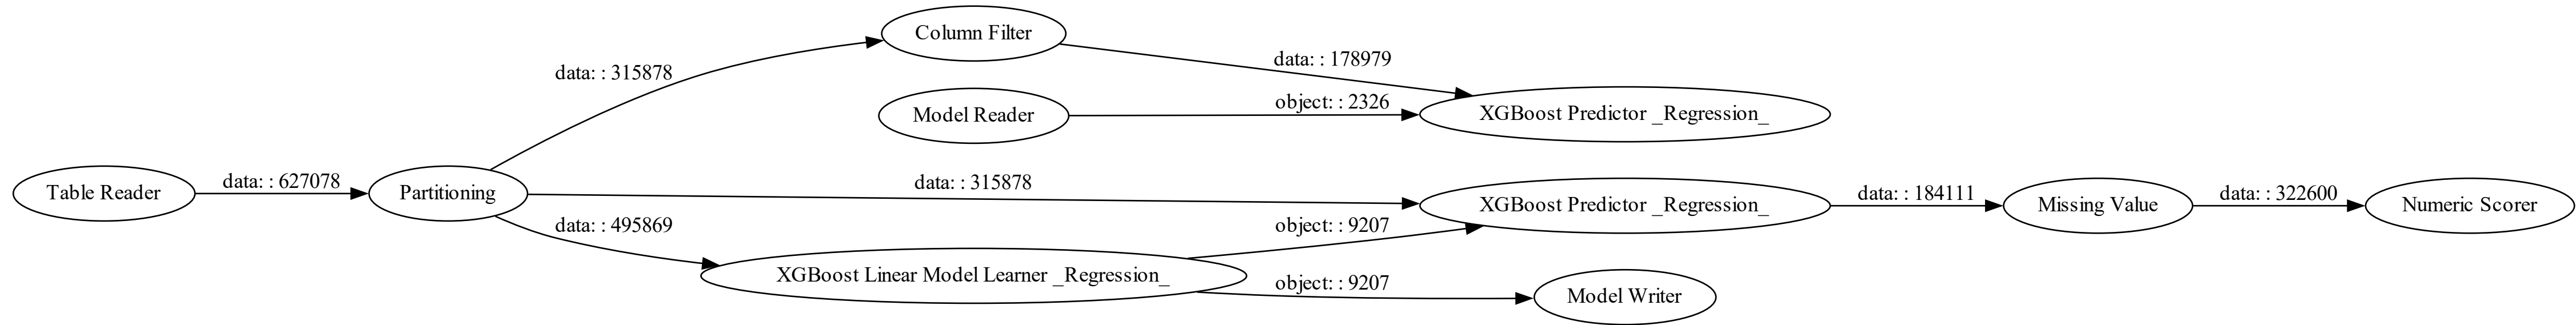 Column Filter
data: : 178979
data: : 315878
Model Reader
object: : 2326
XGBoost Predictor _Regression_
Table Reader
data: : 627078
Partitioning
data: : 315878
XGBoost Predictor _Regression_
data: : 184111
Missing Value
data: : 322600
Numeric Scorer
data: : 495869
object: : 9207
XGBoost Linear Model Learner _Regression_
object: : 9207
Model Writer